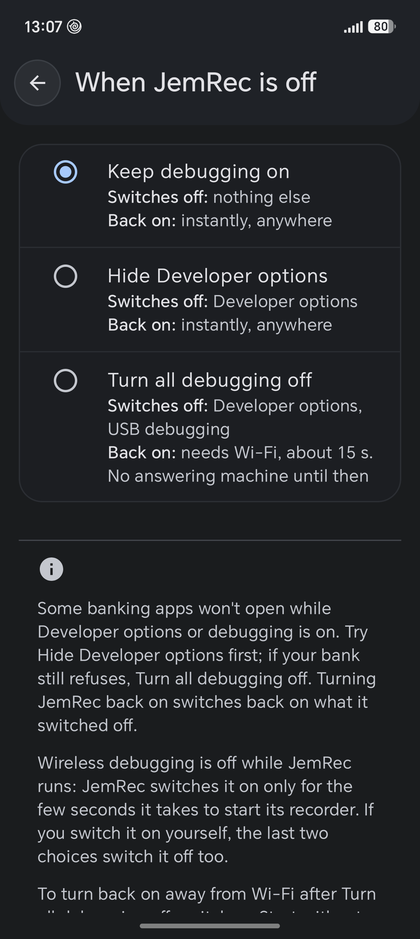 13:07
80
When JemRec is off
Keep debugging on
Switches off: nothing else
Back on: instantly, anywhere
Hide Developer options
Switches off: Developer options
Back on: instantly, anywhere
Turn all debugging off
Switches off: Developer options,
USB debugging
Back on: needs Wi-Fi, about 15 s.
No answering machine until then
Some banking apps won't open while
Developer options or debugging is on. Try
Hide Developer options first; if your bank
still refuses, Turn all debugging off. Turning
JemRec back on switches back on what it
switched off.
Wireless debugging is off while JemRec
runs: JemRec switches it on only for the
few seconds it takes to start its recorder. If
you switch it on yourself, the last two
choices switch it off too.
To turn back on away from Wi-Fi after Turn